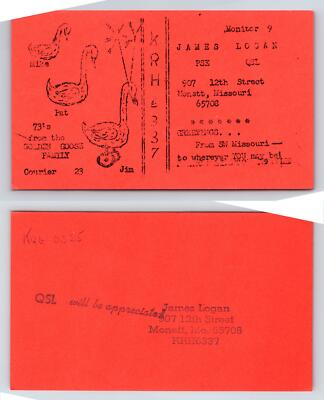 Mike
Pat
73's
from the
GOLDEN GOOSE
FAMILY
Courier 23
Jim
KRH6337
Monitor 9
JAMES LOGAN
PSE QSL
907 12th Street
Monett, Missouri
65708
GREETINGS...
From SW Missouri—
to wherever YOU may be!
QSL will be appreciated
James Logan
907 12th Street
Monett, Mo. 65708
KRH6337